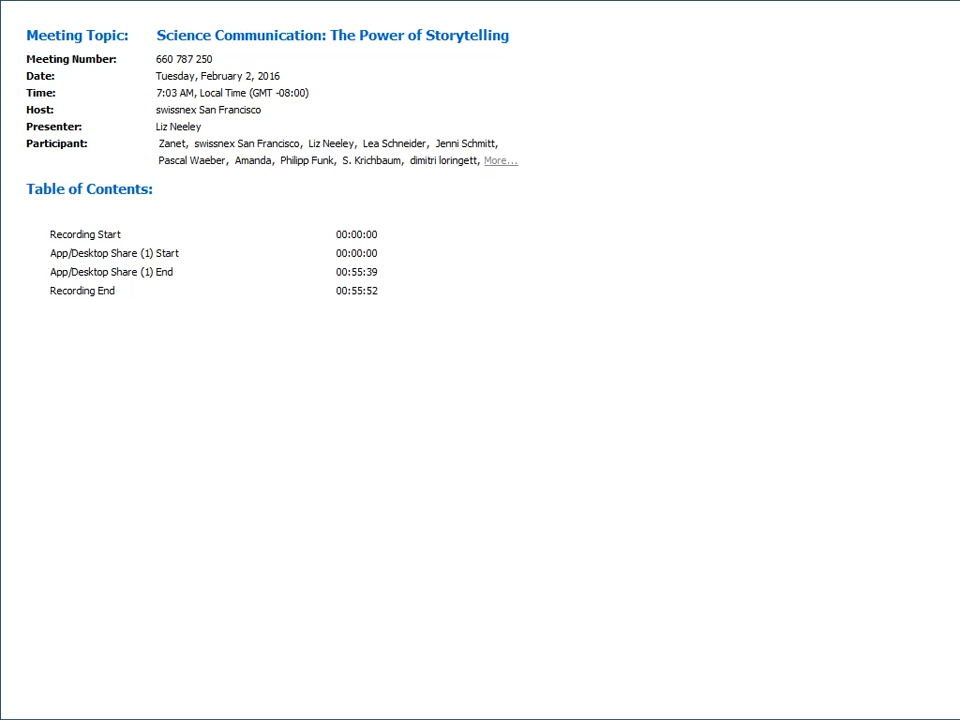 Meeting Topic: Science Communication: The Power of Storytelling
Meeting Number: 660 787 250
Date: Tuesday, February 2, 2016
Time: 7:03 AM, Local Time (GMT -08:00)
Host: swissnex San Francisco
Presenter: Liz Neeley
Participant: Zanet, swissnex San Francisco, Liz Neeley, Lea Schneider, Jenni Schmitt,
Pascal Waeber, Amanda, Philipp Funk, S. Krichbaum, dimitri loringett, More...
Table of Contents:
Recording Start 00:00:00
App/Desktop Share (1) Start 00:00:00
App/Desktop Share (1) End 00:55:39
Recording End 00:55:52